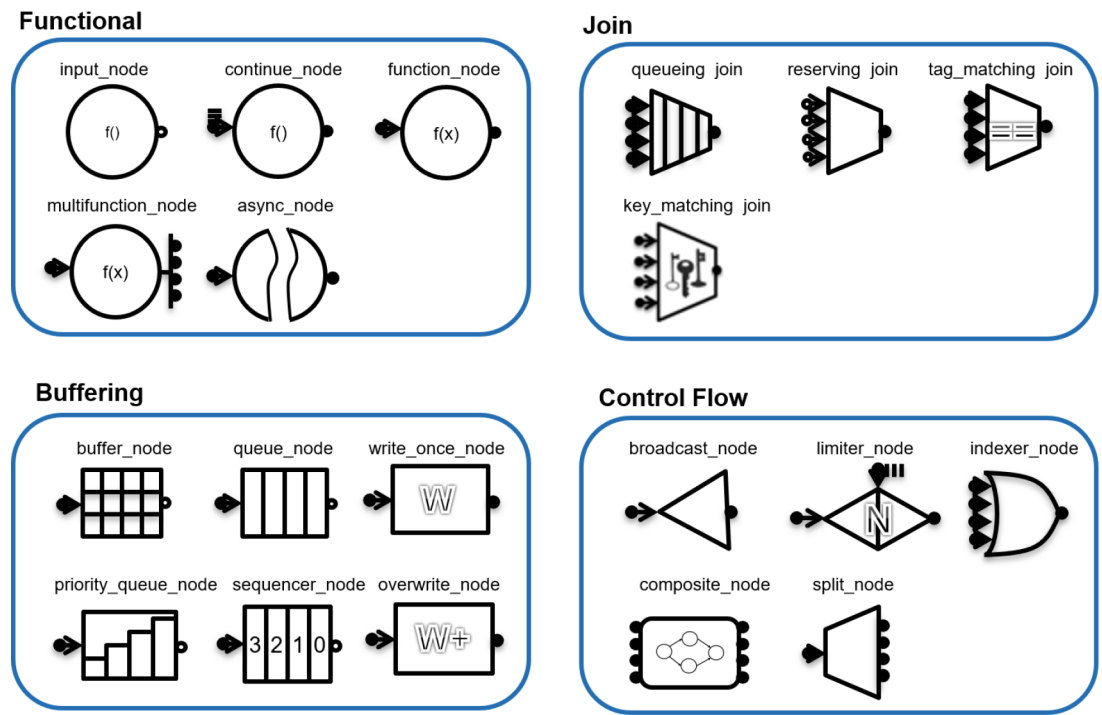 Functional
input_node continue_node function_node
f() f() f(x)
multifunction_node async_node
f(x)
Join
queueing join reserving join tag_matching join
key_matching join
Buffering
buffer_node queue_node write_once_node
W
priority_queue_node sequencer_node overwrite_node
3 2 1 0 W+
Control Flow
broadcast_node limiter_node indexer_node
N
composite_node split_node